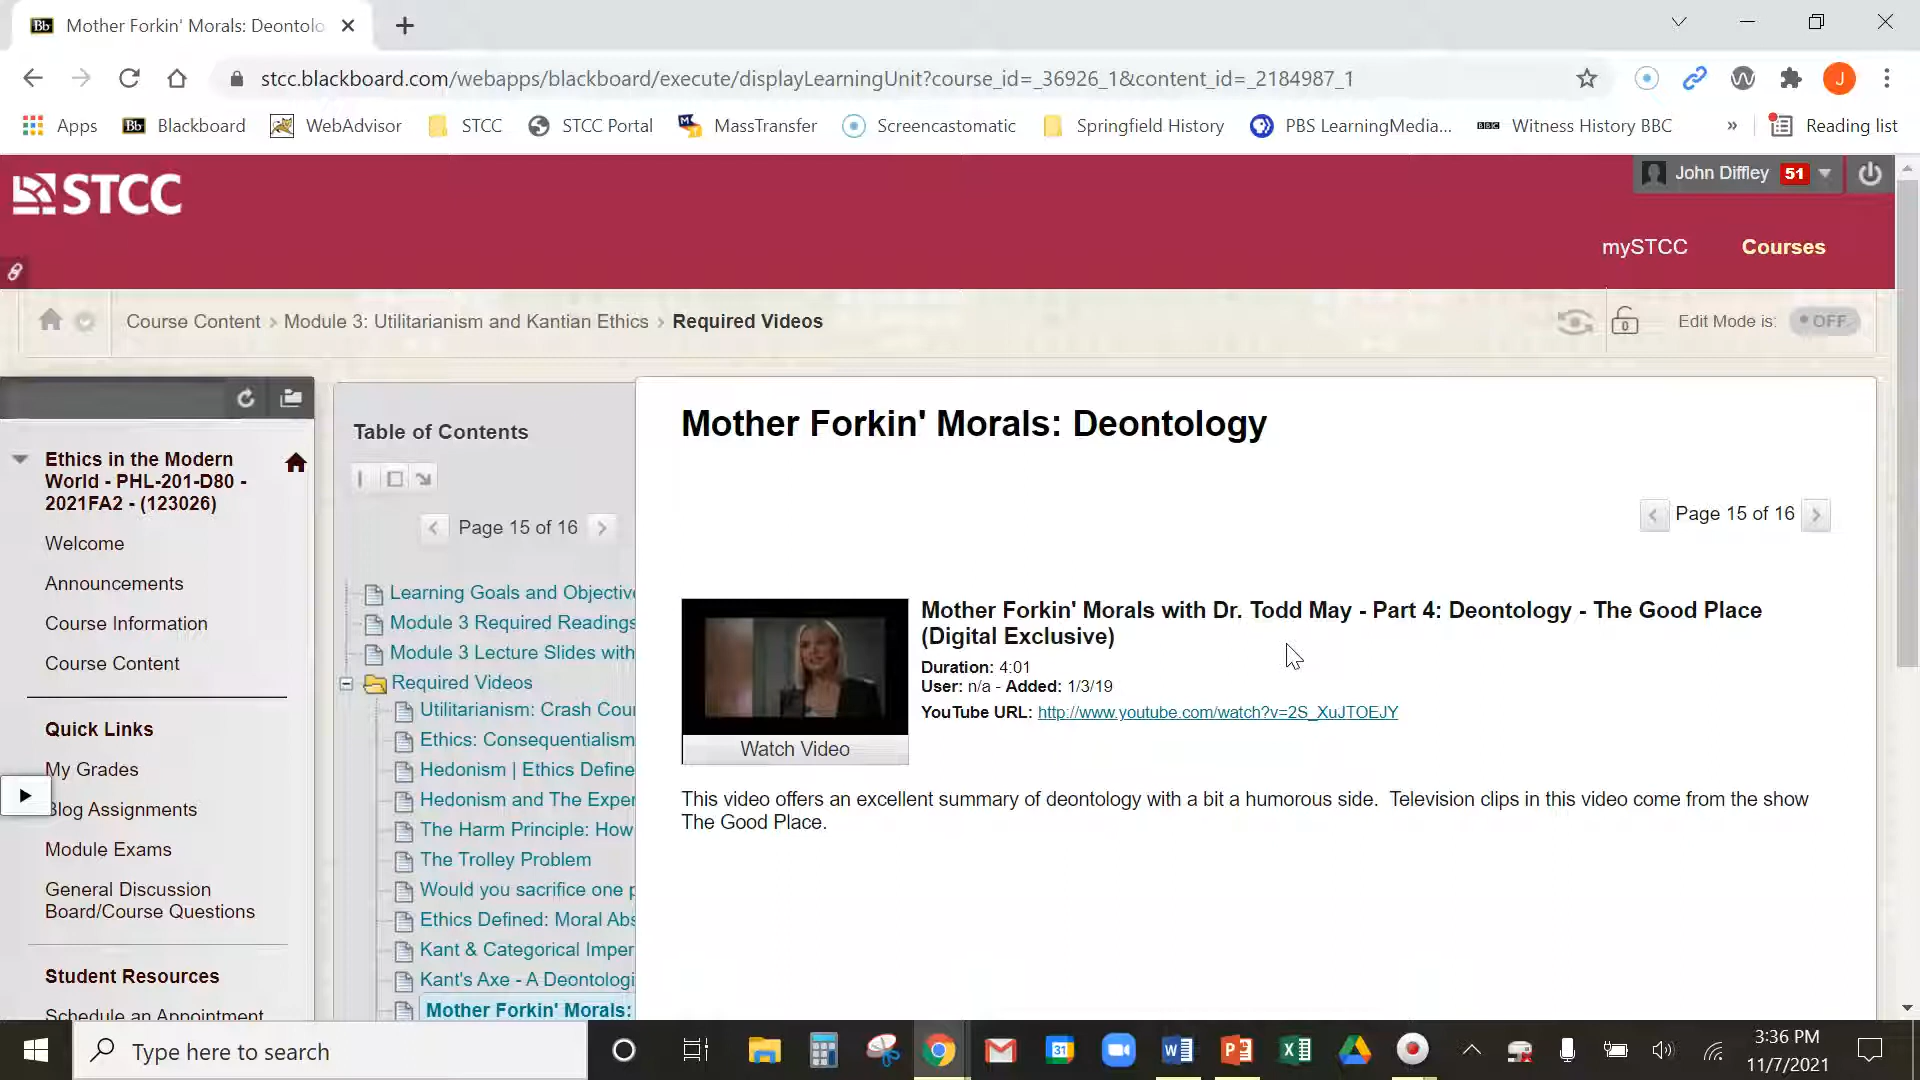 Mother Forkin' Morals: Deontolo
stcc.blackboard.com/webapps/blackboard/execute/displayLearningUnit?course_id=_36926_1&content_id=_2184987_1
J
Apps
Bb Blackboard
WebAdvisor
STCC
STCC Portal
MassTransfer
Screencastomatic
Springfield History
PBS LearningMedia...
BBC Witness History BBC
»
Reading list
STCC
John Diffley 51
mySTCC
Courses
Course Content > Module 3: Utilitarianism and Kantian Ethics > Required Videos
Edit Mode is: OFF
Ethics in the Modern
World - PHL-201-D80 -
2021FA2 - (123026)
Welcome
Announcements
Course Information
Course Content
Quick Links
My Grades
Blog Assignments
Module Exams
General Discussion
Board/Course Questions
Student Resources
Schedule an Appointment
Table of Contents
Page 15 of 16
Learning Goals and Objective
Module 3 Required Readings
Module 3 Lecture Slides with
Required Videos
Utilitarianism: Crash Cour
Ethics: Consequentialism
Hedonism | Ethics Define
Hedonism and The Exper
The Harm Principle: How
The Trolley Problem
Would you sacrifice one p
Ethics Defined: Moral Abs
Kant & Categorical Imper
Kant's Axe - A Deontologi
Mother Forkin' Morals:
Mother Forkin' Morals: Deontology
Page 15 of 16
Mother Forkin' Morals with Dr. Todd May - Part 4: Deontology - The Good Place
(Digital Exclusive)
Duration: 4:01
User: n/a - Added: 1/3/19
YouTube URL: http://www.youtube.com/watch?v=2S_XuJTOEJY
Watch Video
This video offers an excellent summary of deontology with a bit a humorous side.  Television clips in this video come from the show
The Good Place.
Type here to search
3:36 PM
11/7/2021